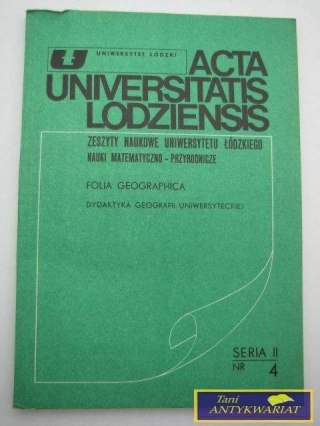 UNIWERSYTET ŁÓDZKI
ACTA
UNIVERSITATIS
LODZIENSIS
ZESZYTY NAUKOWE UNIWERSYTETU ŁÓDZKIEGO
NAUKI MATEMATYCZNO - PRZYRODNICZE
FOLIA GEOGRAPHICA
DYDAKTYKA GEOGRAFII UNIWERSYTECKIEJ
SERIA II
NR 4
Tani
ANTYKWARIAT